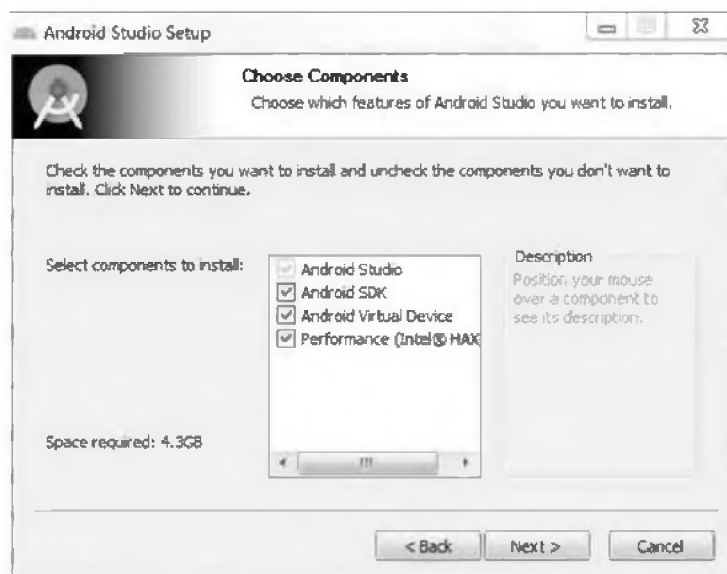 Android Studio Setup
Choose Components
Choose which features of Android Studio you want to install.
Check the components you want to install and uncheck the components you don't want to
install. Click Next to continue.
Select components to install:
Android Studio
Android SDK
Android Virtual Device
Performance (Intel® HAX
Description
Position your mouse
over a component to
see its description.
Space required: 4.3GB
< Back
Next >
Cancel